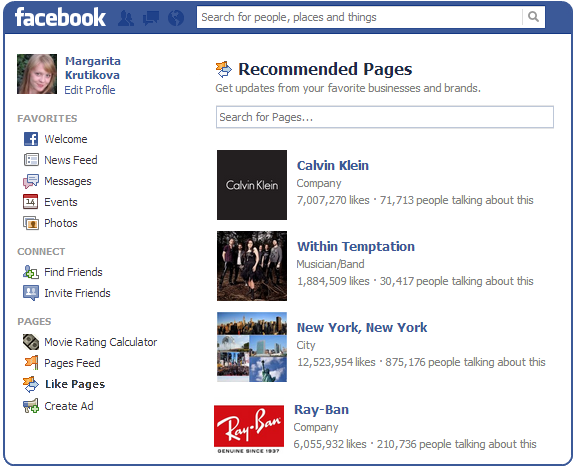 facebook
Search for people, places and things
Margarita
Krutikova
Edit Profile
FAVORITES
Welcome
News Feed
Messages
14
Events
Photos
CONNECT
Find Friends
Invite Friends
PAGES
Movie Rating Calculator
Pages Feed
Like Pages
Create Ad
Recommended Pages
Get updates from your favorite businesses and brands.
Search for Pages...
Calvin Klein
Calvin Klein
Company
7,007,270 likes · 71,713 people talking about this
Within Temptation
Musician/Band
1,884,509 likes · 30,417 people talking about this
New York, New York
City
12,523,954 likes · 875,176 people talking about this
Ray-Ban
GENUINE SINCE 1937
Ray-Ban
Company
6,055,932 likes · 210,736 people talking about this